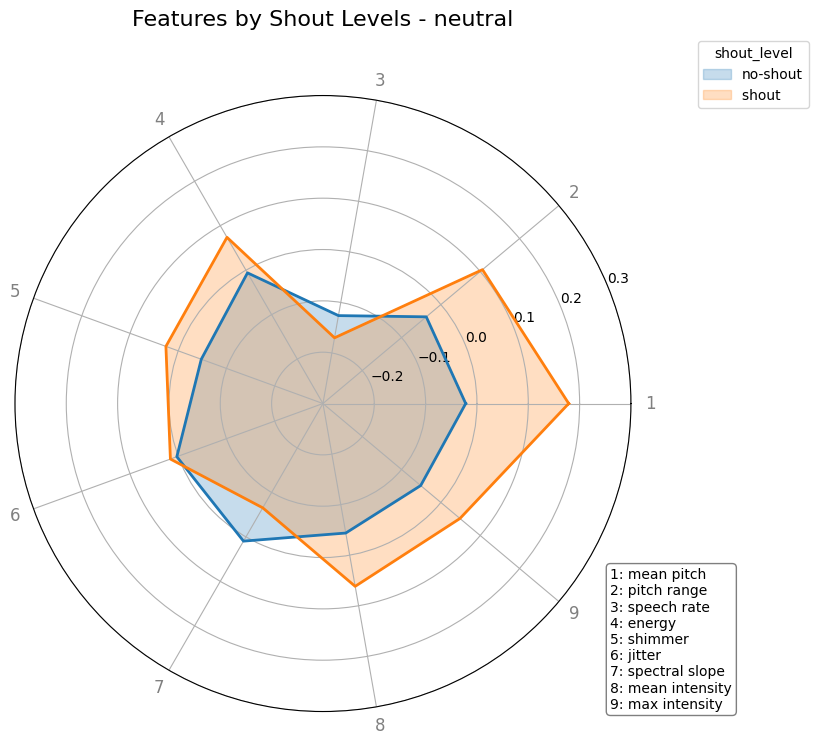 Features by Shout Levels - neutral
shout_level
no-shout
shout
3
4
2
5
0.3
0.2
0.1
0.0
−0.1
−0.2
1
6
9
7
8
1: mean pitch
2: pitch range
3: speech rate
4: energy
5: shimmer
6: jitter
7: spectral slope
8: mean intensity
9: max intensity